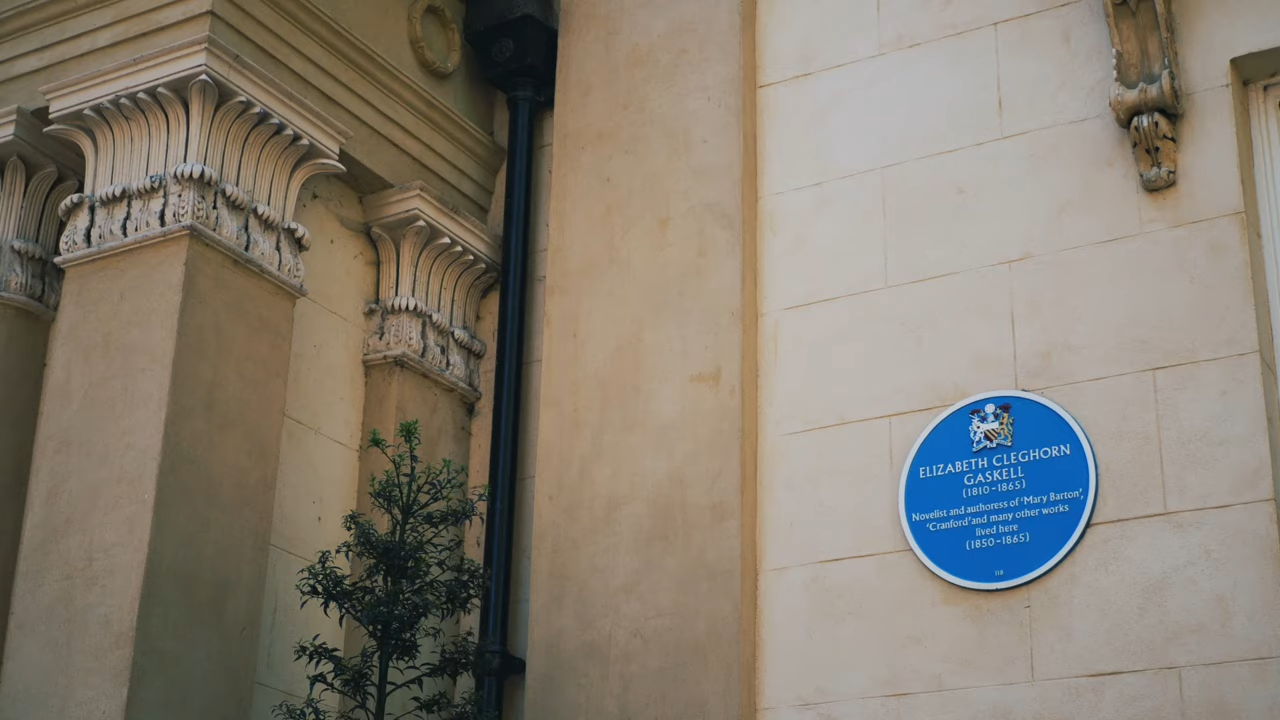 ELIZABETH CLEGHORN
GASKELL
(1810-1865)
Novelist and authoress of 'Mary Barton',
'Cranford' and many other works
lived here
(1850-1865)
118